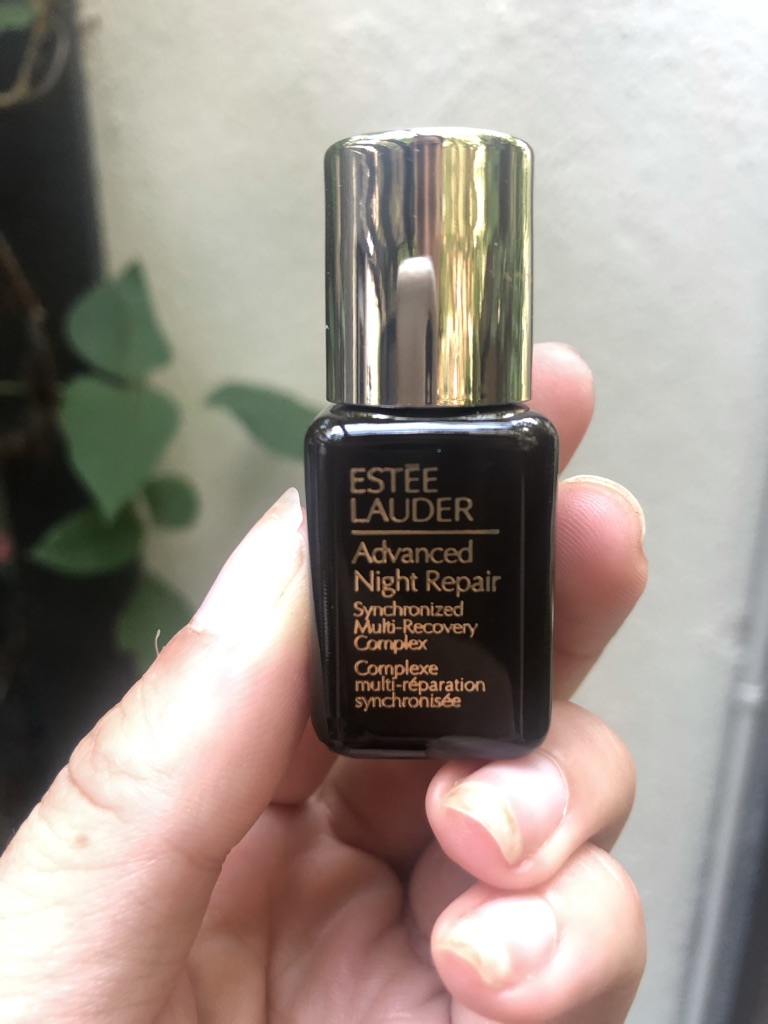 ESTĒE
LAUDER
Advanced
Night Repair
Synchronized
Multi-Recovery
Complex
Complexe
multi-réparation
synchronisée